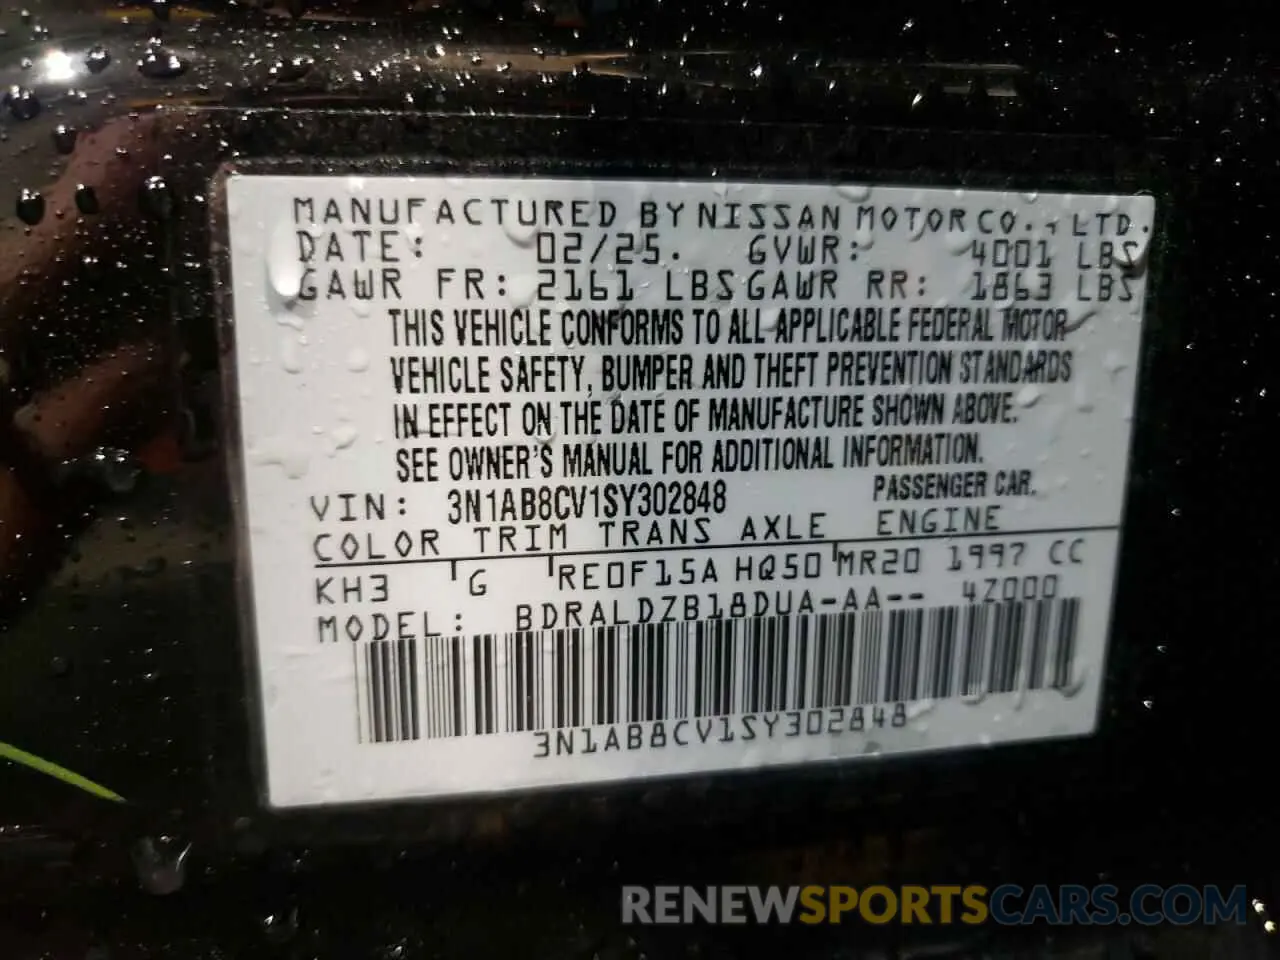 MANUFACTURED BY NISSAN MOTOR CO., LTD.
DATE: 02/25. GVWR: 4001 LBS
GAWR FR: 2161 LBS GAWR RR: 1863 LBS
THIS VEHICLE CONFORMS TO ALL APPLICABLE FEDERAL MOTOR
VEHICLE SAFETY, BUMPER AND THEFT PREVENTION STANDARDS
IN EFFECT ON THE DATE OF MANUFACTURE SHOWN ABOVE.
SEE OWNER'S MANUAL FOR ADDITIONAL INFORMATION.
VIN: 3N1AB8CV1SY302848 PASSENGER CAR.
COLOR TRIM TRANS AXLE ENGINE
KH3 G RE0F15A HQ50 MR20 1997 CC
MODEL: BDRALDZB18DUA-AA-- 4Z000
3N1AB8CV1SY302848
RENEWSPORTSCARS.COM